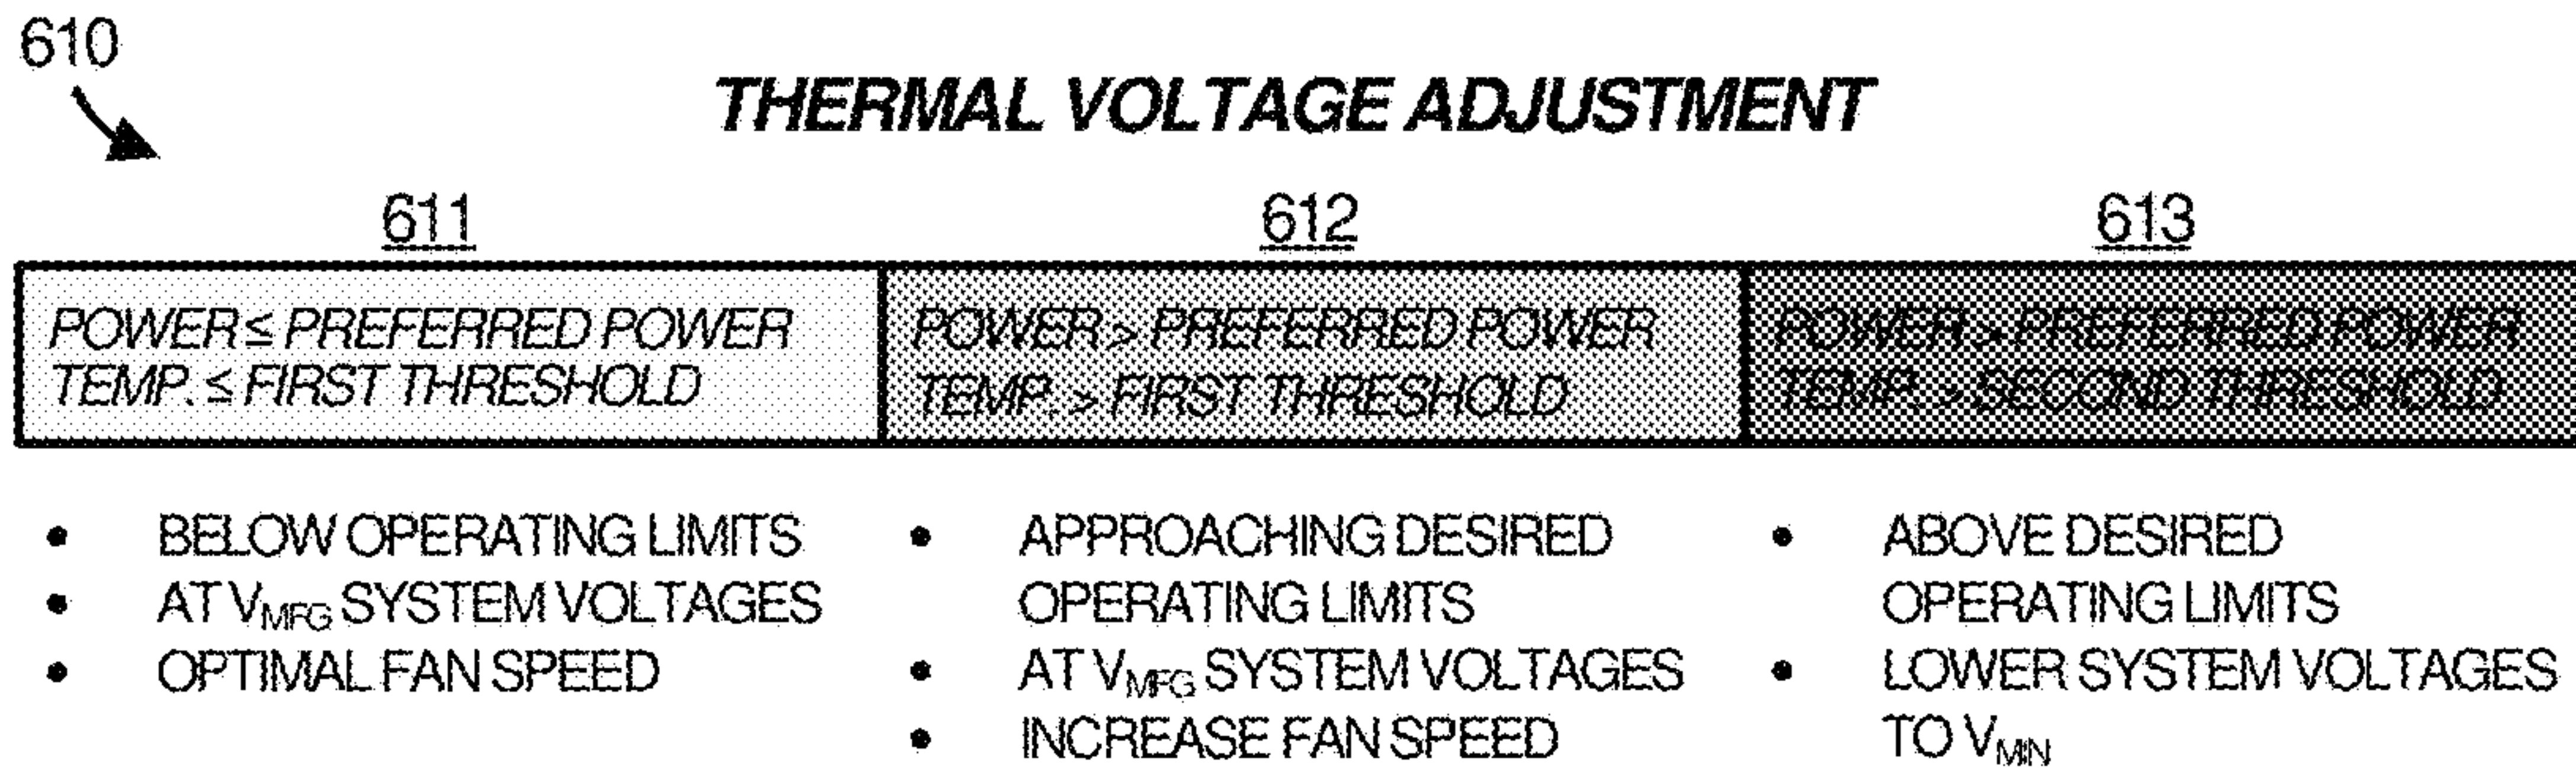 610
THERMAL VOLTAGE ADJUSTMENT
611
POWER ≤ PREFERRED POWER
TEMP. ≤ FIRST THRESHOLD
• BELOW OPERATING LIMITS
• AT VMFG SYSTEM VOLTAGES
• OPTIMAL FAN SPEED
612
POWER > PREFERRED POWER
TEMP. > FIRST THRESHOLD
• APPROACHING DESIRED
OPERATING LIMITS
• AT VMFG SYSTEM VOLTAGES
• INCREASE FAN SPEED
613
POWER > PREFERRED POWER
TEMP. > SECOND THRESHOLD
• ABOVE DESIRED
OPERATING LIMITS
• LOWER SYSTEM VOLTAGES
TO VMIN